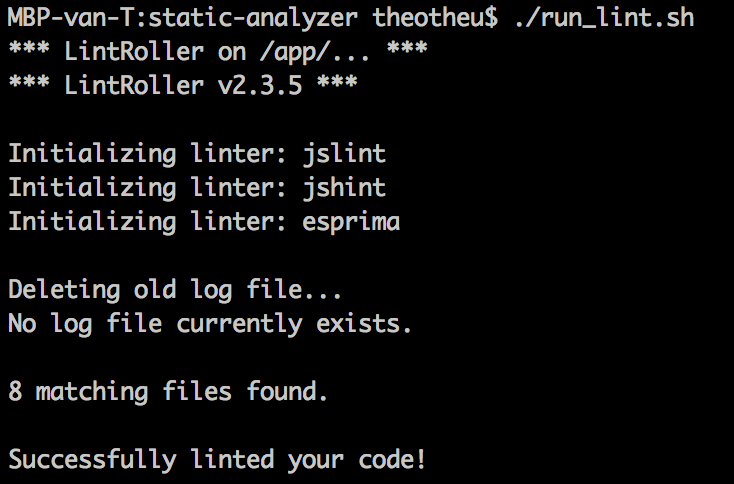 MBP-van-T:static-analyzer theotheu$ ./run_lint.sh
*** LintRoller on /app/... ***
*** LintRoller v2.3.5 ***
Initializing linter: jslint
Initializing linter: jshint
Initializing linter: esprima
Deleting old log file...
No log file currently exists.
8 matching files found.
Successfully linted your code!